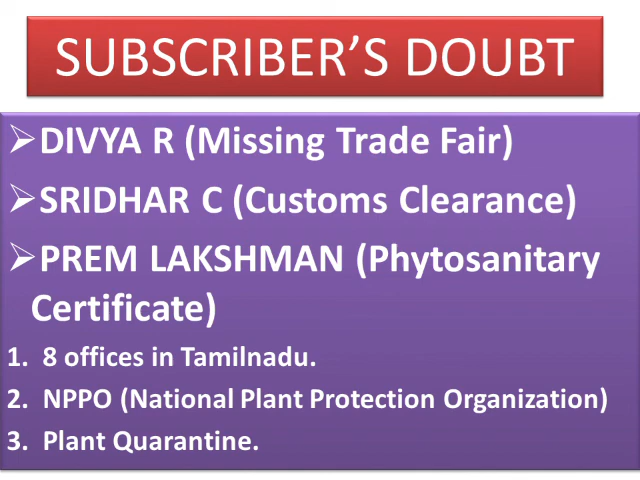 SUBSCRIBER’S DOUBT
➢DIVYA R (Missing Trade Fair)
➢SRIDHAR C (Customs Clearance)
➢PREM LAKSHMAN (Phytosanitary
Certificate)
1. 8 offices in Tamilnadu.
2. NPPO (National Plant Protection Organization)
3. Plant Quarantine.